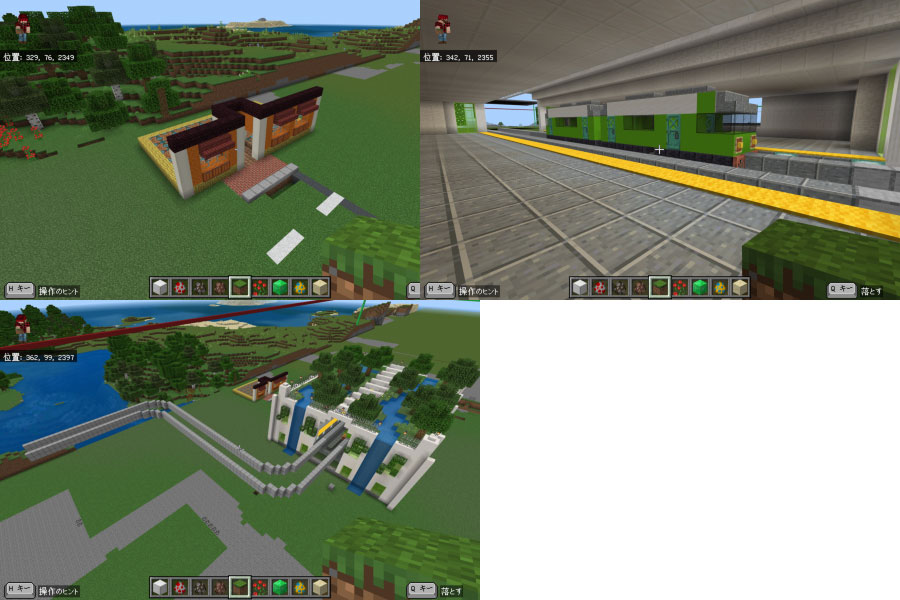 位置: 329, 76, 2349
H キー 操作のヒント
Q
位置: 342, 71, 2355
H キー 操作のヒント
Q キー 落とす
位置: 362, 99, 2397
H キー 操作のヒント
Q キー 落とす